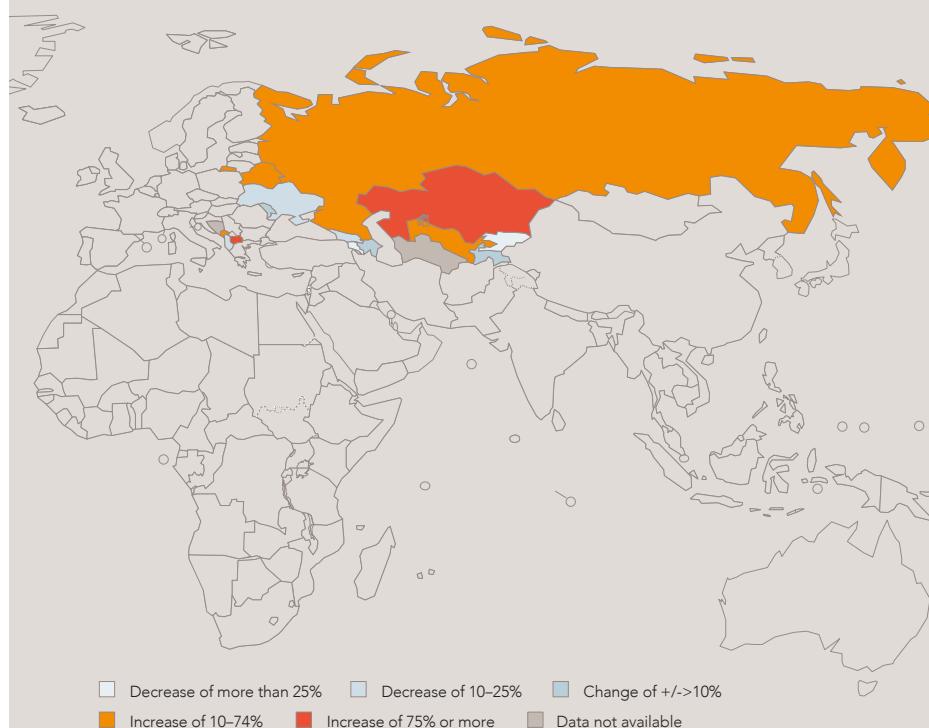 Decrease of more than 25% Decrease of 10–25% Change of +/->10%
Increase of 10–74% Increase of 75% or more Data not available